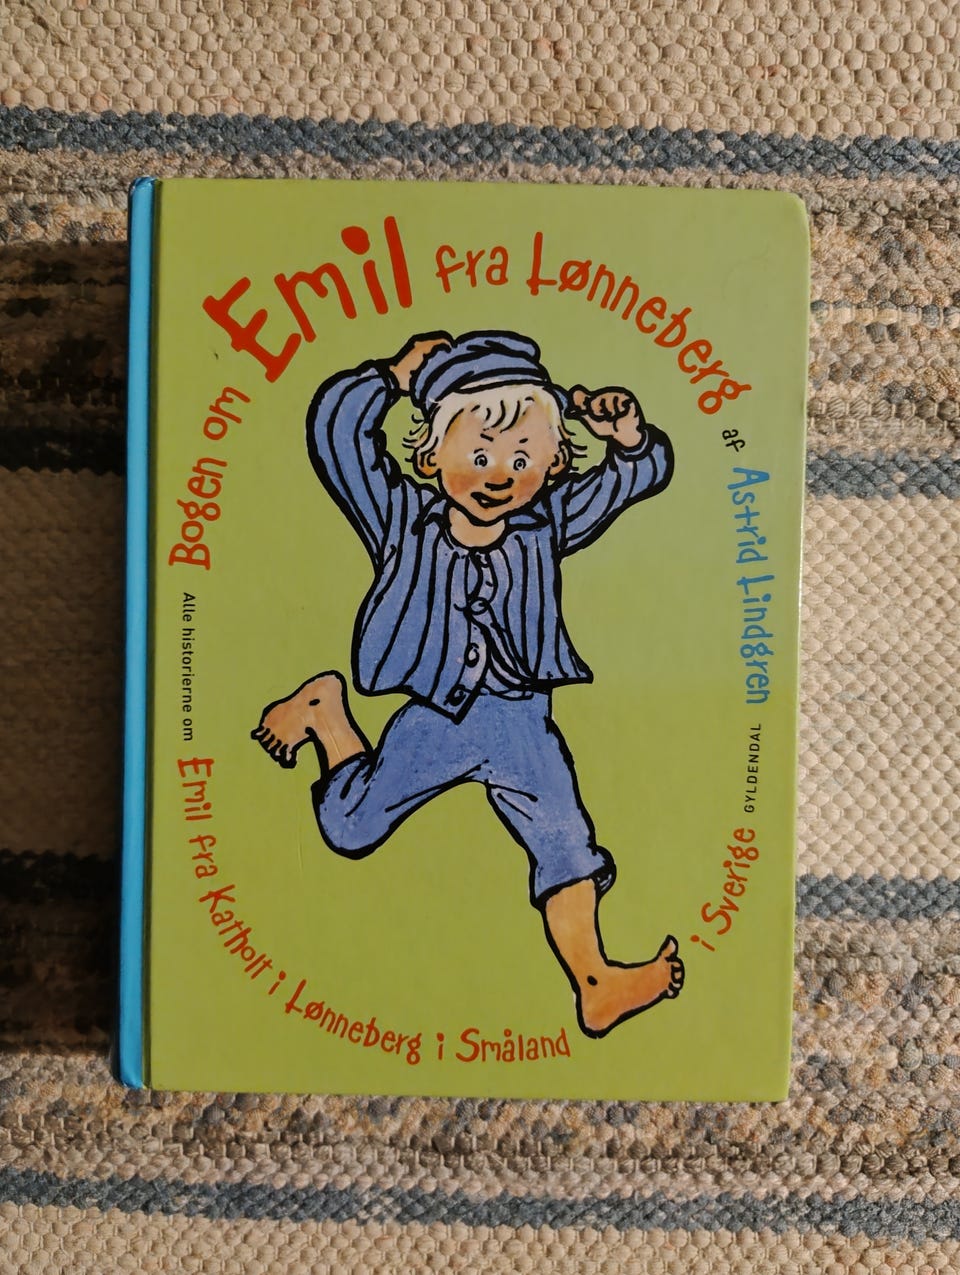 Bogen om Emil fra Lønneberg
af Astrid Lindgren
GYLDENDAL
Alle historierne om Emil fra Katholt i Lønneberg i Småland i Sverige